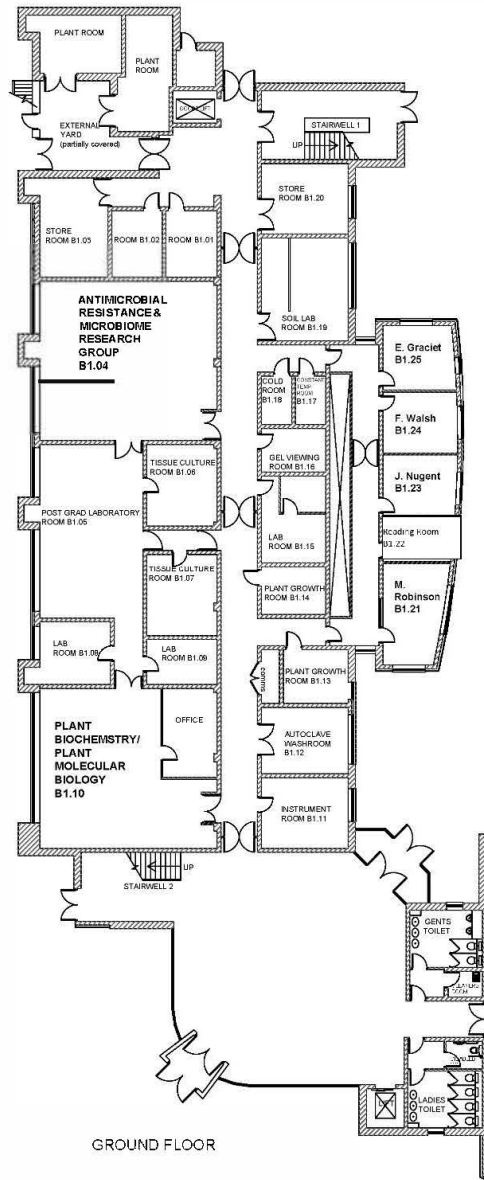 PLANT ROOM
PLANT
ROOM
EXTERNAL
YARD
(partially covered)
STAIRWELL 1
UP
STORE
ROOM B1.20
STORE
ROOM B1.03
ROOM B1.02
ROOM B1.01
SOIL LAB
ROOM B1.19
ANTIMICROBIAL
RESISTANCE &
MICROBIOME
RESEARCH
GROUP
B1.04
E. Graciet
B1.25
COLD
ROOM
B1.18
CONSTANT
TEMP
ROOM
B1.17
F. Walsh
B1.24
GEL VIEWING
ROOM B1.16
TISSUE CULTURE
ROOM B1.06
J. Nugent
B1.23
POST GRAD LABORATORY
ROOM B1.05
Reading Room
B1.22
LAB
ROOM B1.15
TISSUE CULTURE
ROOM B1.07
PLANT GROWTH
ROOM B1.14
M.
Robinson
B1.21
LAB
ROOM B1.08
LAB
ROOM B1.09
PLANT GROWTH
ROOM B1.13
comms
OFFICE
PLANT
BIOCHEMSTRY/
PLANT
MOLECULAR
BIOLOGY
B1.10
AUTOCLAVE
WASHROOM
B1.12
INSTRUMENT
ROOM B1.11
UP
STAIRWELL 2
GENTS
TOILET
LIFT
LADIES
TOILET
GROUND FLOOR